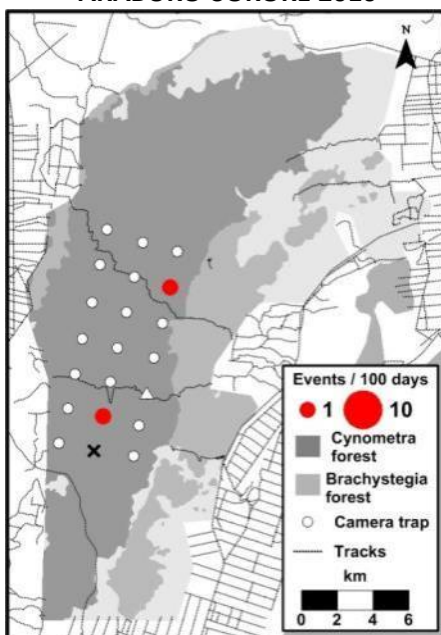 N
Events / 100 days
1 10
Cynometra
forest
Brachystegia
forest
Camera trap
Tracks
km
0 2 4 6